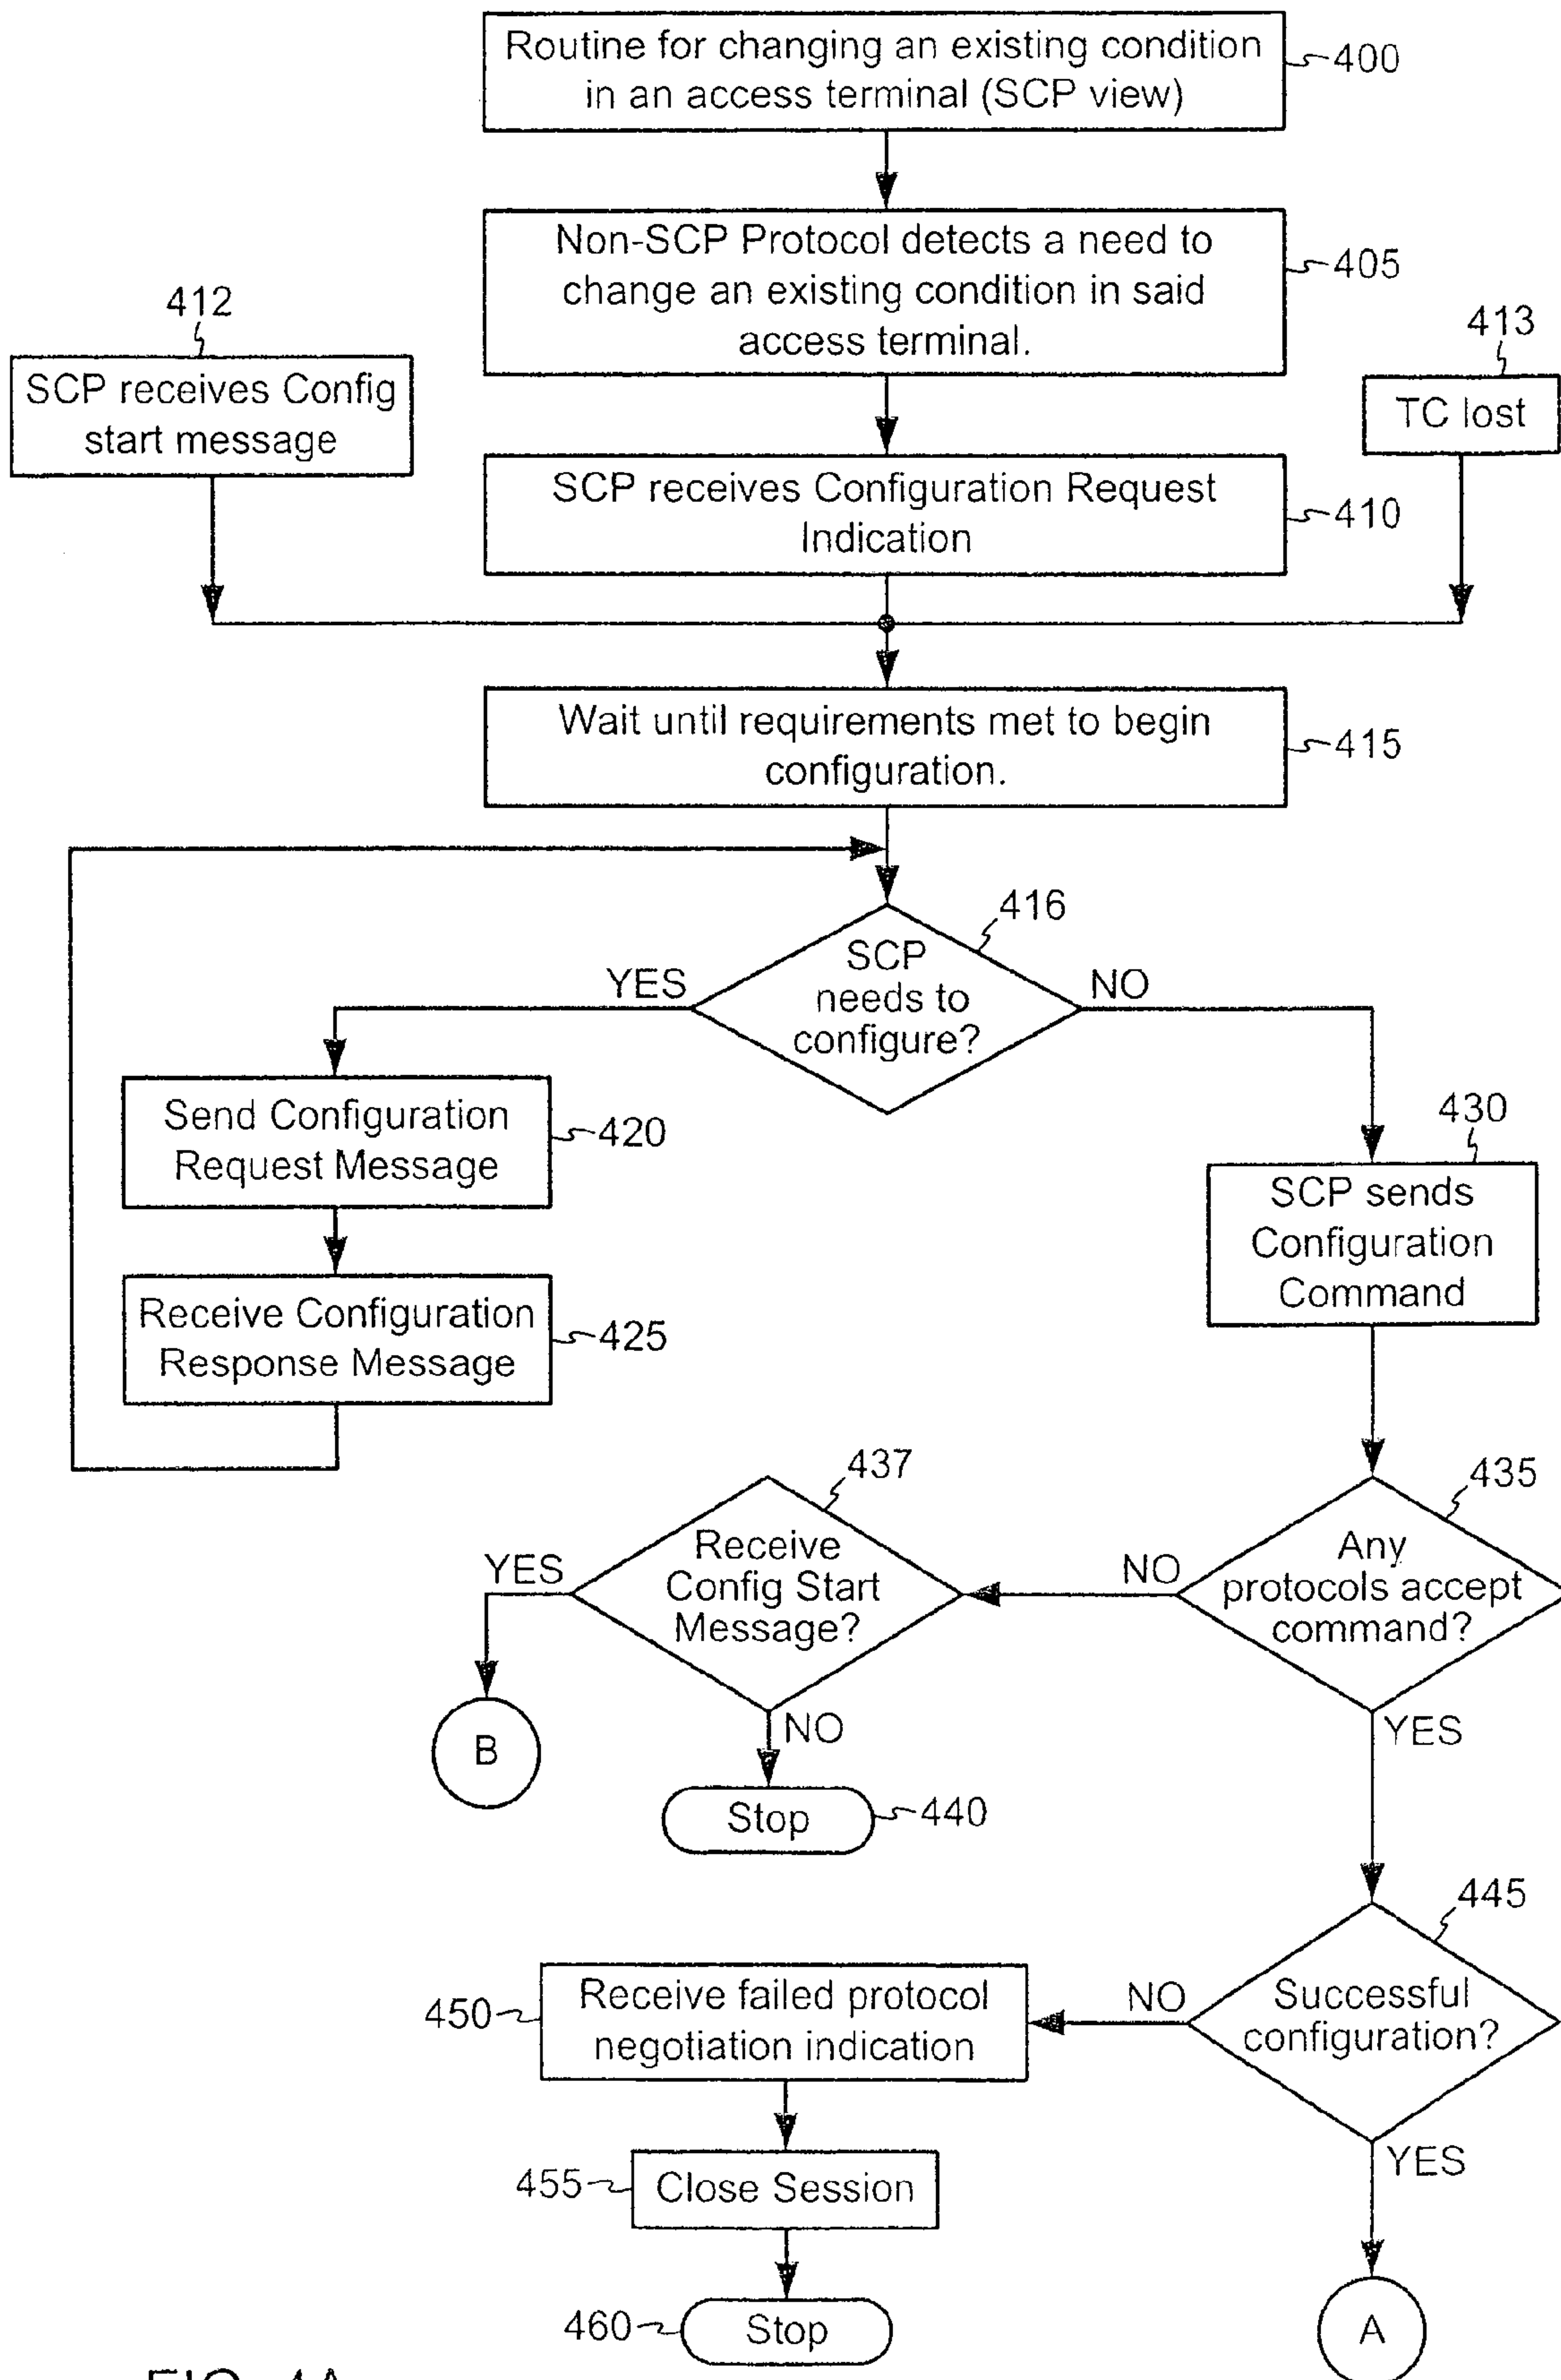 Routine for changing an existing condition
in an access terminal (SCP view)
400
Non-SCP Protocol detects a need to
change an existing condition in said
access terminal.
405
412
SCP receives Config
start message
413
TC lost
SCP receives Configuration Request
Indication
410
Wait until requirements met to begin
configuration.
415
416
SCP
needs to
configure?
YES
NO
Send Configuration
Request Message
420
430
SCP sends
Configuration
Command
Receive Configuration
Response Message
425
437
Receive
Config Start
Message?
YES
NO
435
Any
protocols accept
command?
NO
YES
B
Stop
440
445
Successful
configuration?
NO
YES
450
Receive failed protocol
negotiation indication
455
Close Session
460
Stop
A
FIG. 4A